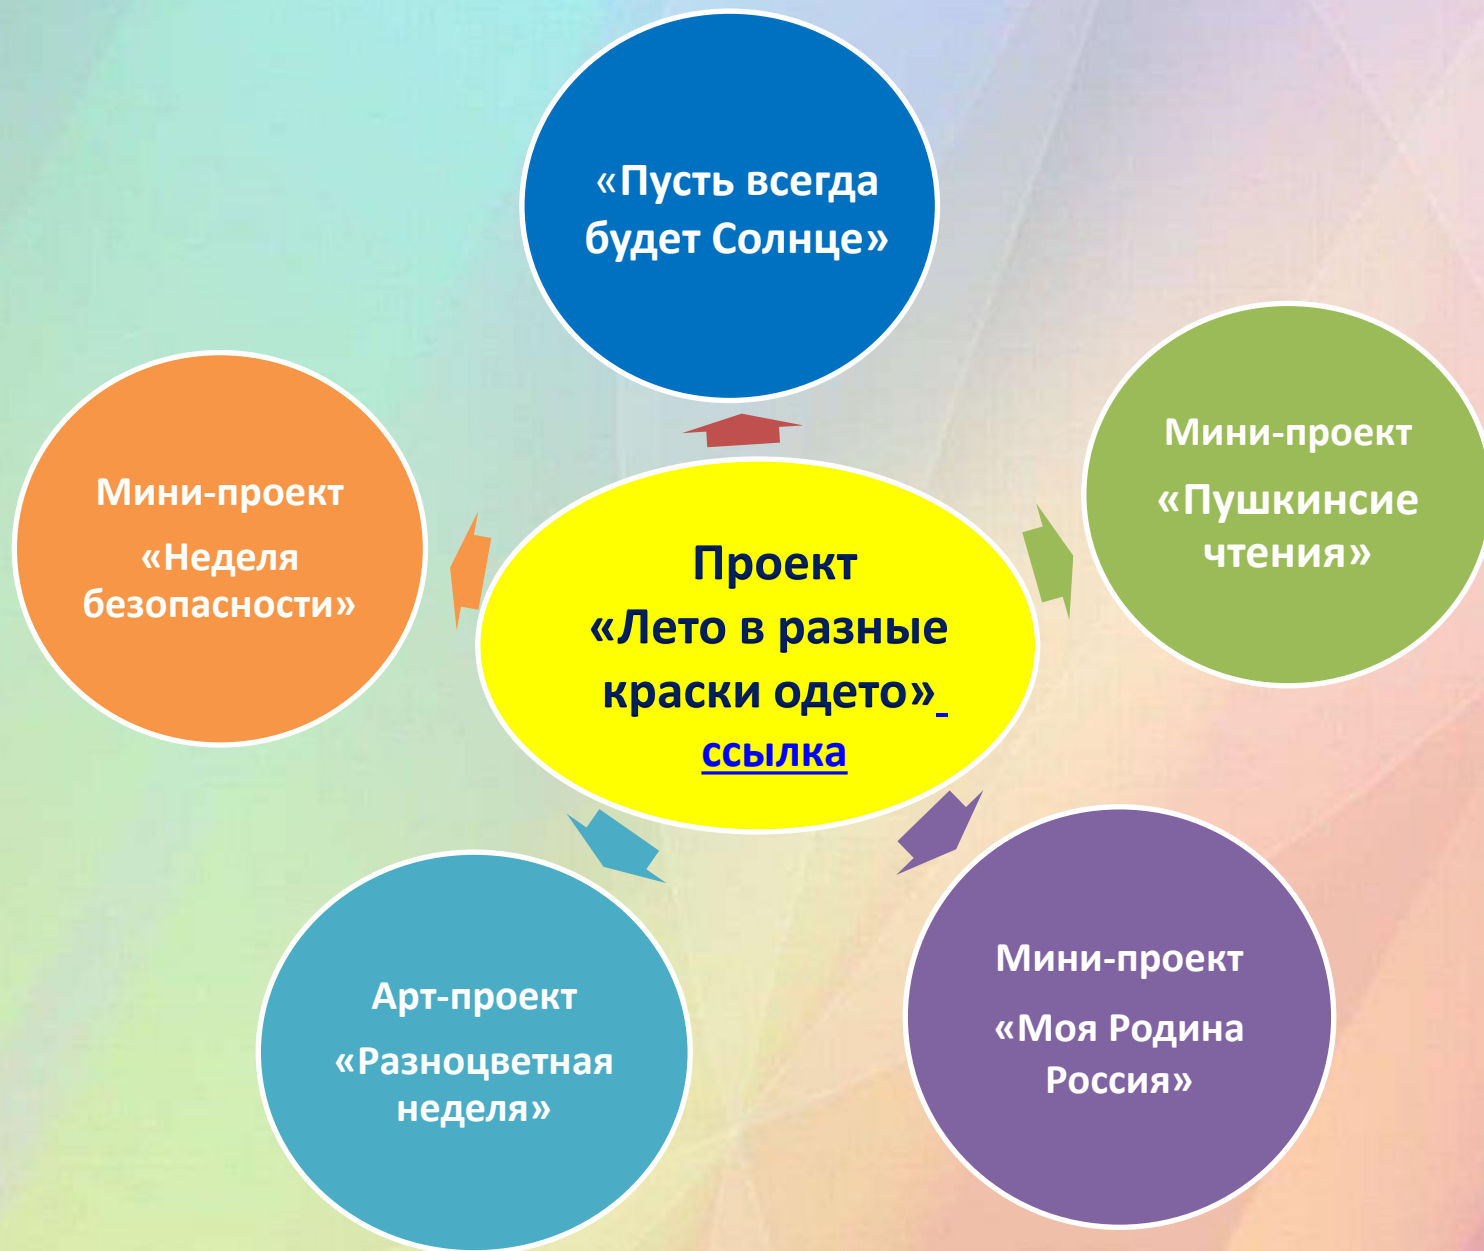 «Пусть всегда
будет Солнце»
Мини-проект
«Пушкинсие
чтения»
Мини-проект
«Неделя
безопасности»
Проект
«Лето в разные
краски одето»
ссылка
Мини-проект
«Моя Родина
Россия»
Арт-проект
«Разноцветная
неделя»